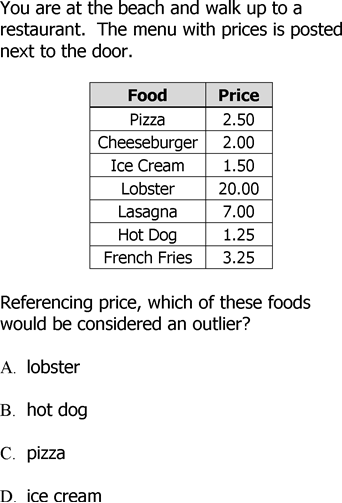 You are at the beach and walk up to a
restaurant.  The menu with prices is posted
next to the door.
Food Price
Pizza 2.50
Cheeseburger 2.00
Ice Cream 1.50
Lobster 20.00
Lasagna 7.00
Hot Dog 1.25
French Fries 3.25
Referencing price, which of these foods
would be considered an outlier?
A. lobster
B. hot dog
C. pizza
D. ice cream